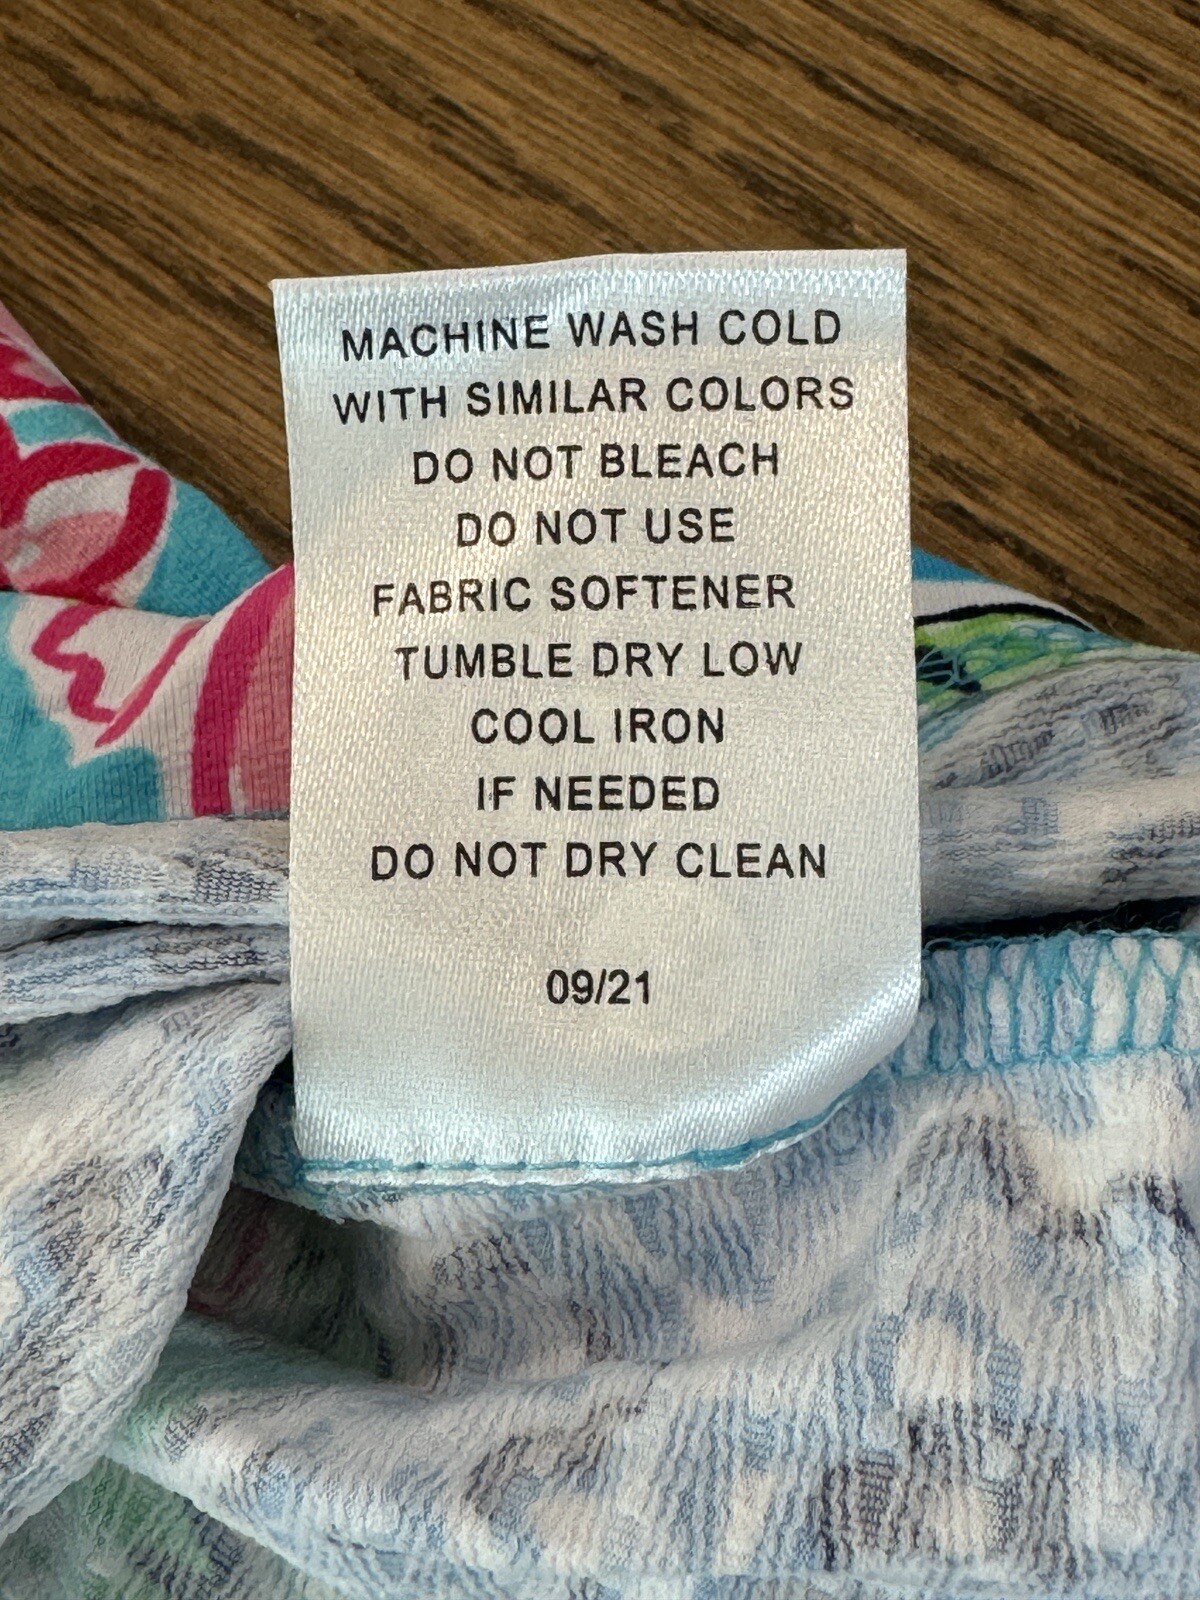 MACHINE WASH COLD
WITH SIMILAR COLORS
DO NOT BLEACH
DO NOT USE
FABRIC SOFTENER
TUMBLE DRY LOW
COOL IRON
IF NEEDED
DO NOT DRY CLEAN
09/21